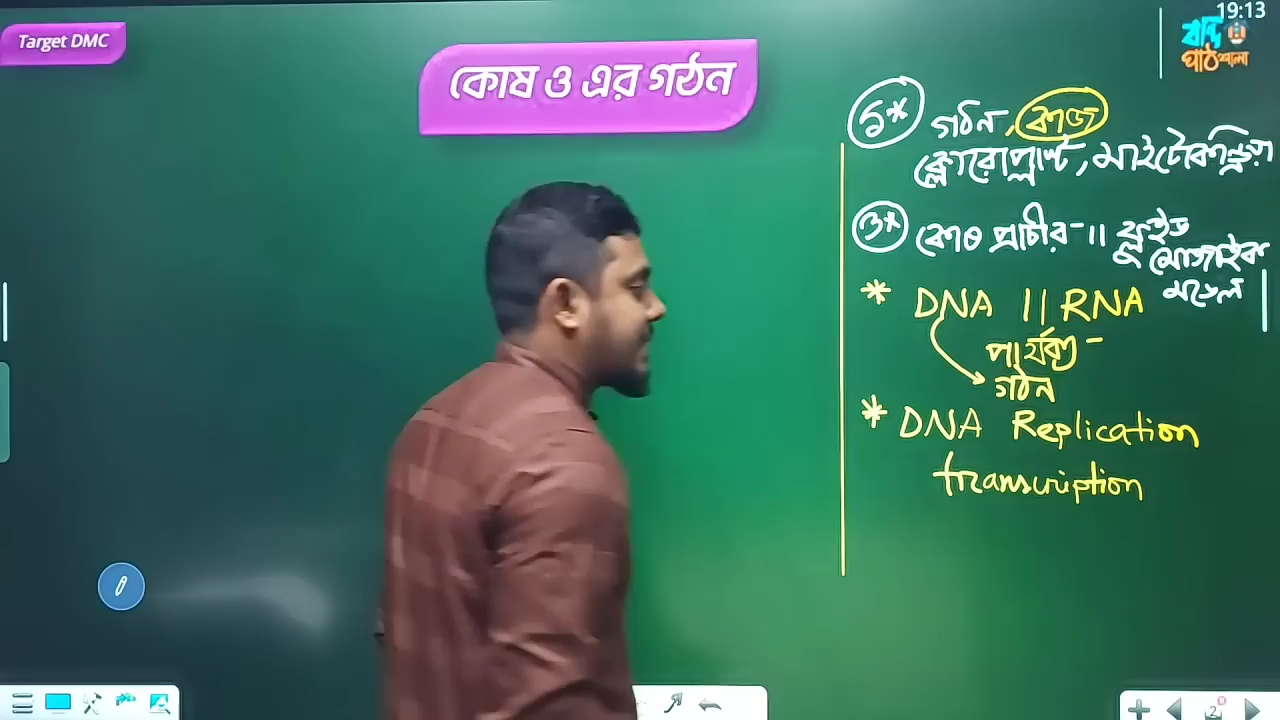 Target DMC
19:13
বন্দি
পাঠশালা
কোষ ও এর গঠন
১* গঠন, কাজ
ক্লোরোপ্লাস্ট, মাইটোকন্ড্রিয়া
৩* কোষ প্রাচীর - || ফ্লুইড
মোজাইক
মডেল
* DNA || RNA
পার্থক্য -
গঠন
* DNA Replication
transcription
2